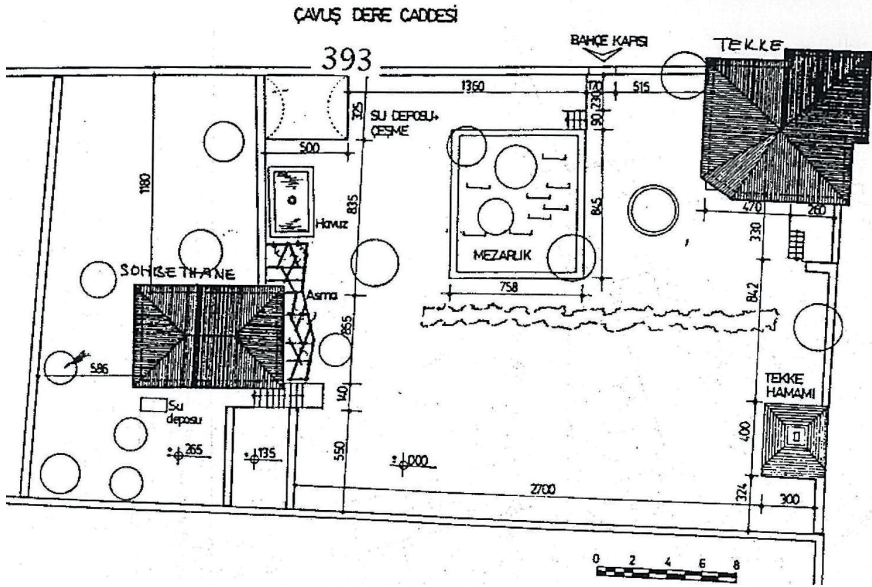 ÇAVUŞ DERE CADDESİ
393
BAHÇE KAPISI
TEKKE
1360
170
515
325
SU DEPOSU+
ÇEŞME
230
90
500
1180
835
Havuz
845
470
260
330
MEZARLIK
SOHBETHANE
758
842
Asma
855
586
TEKKE
HAMAMI
140
Su
deposu
400
265
135
550
000
2700
324
300
0 2 4 6 8